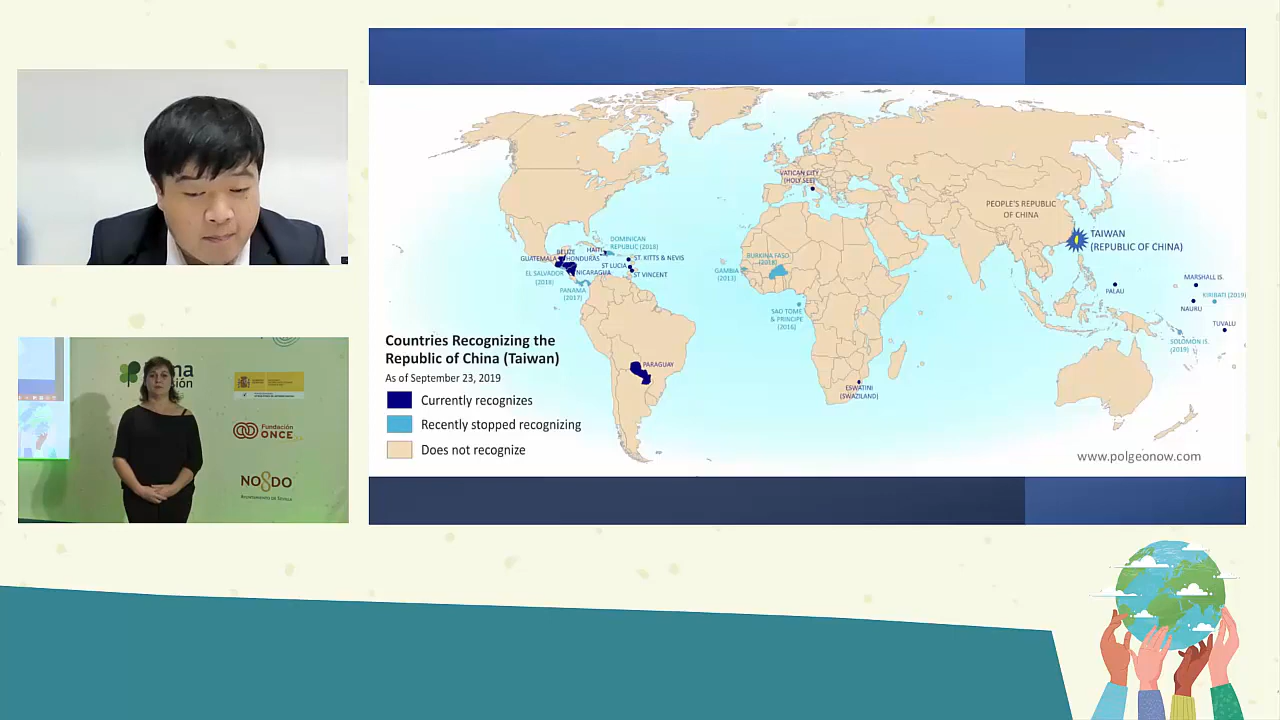 VATICAN CITY
(HOLY SEE)
PEOPLE'S REPUBLIC
OF CHINA
TAIWAN
(REPUBLIC OF CHINA)
DOMINICAN
REPUBLIC (2018)
HAITI
BELIZE
GUATEMALA
HONDURAS
ST. KITTS & NEVIS
ST LUCIA
EL SALVADOR
(2018)
NICARAGUA
ST VINCENT
PANAMA
(2017)
BURKINA FASO
(2018)
GAMBIA
(2013)
SAO TOME
& PRINCIPE
(2016)
MARSHALL IS.
PALAU
KIRIBATI (2019)
NAURU
TUVALU
SOLOMON IS.
(2019)
PARAGUAY
ESWATINI
(SWAZILAND)
Countries Recognizing the
Republic of China (Taiwan)
As of September 23, 2019
Currently recognizes
Recently stopped recognizing
Does not recognize
www.polgeonow.com
Fundación
ONCE
NO8DO